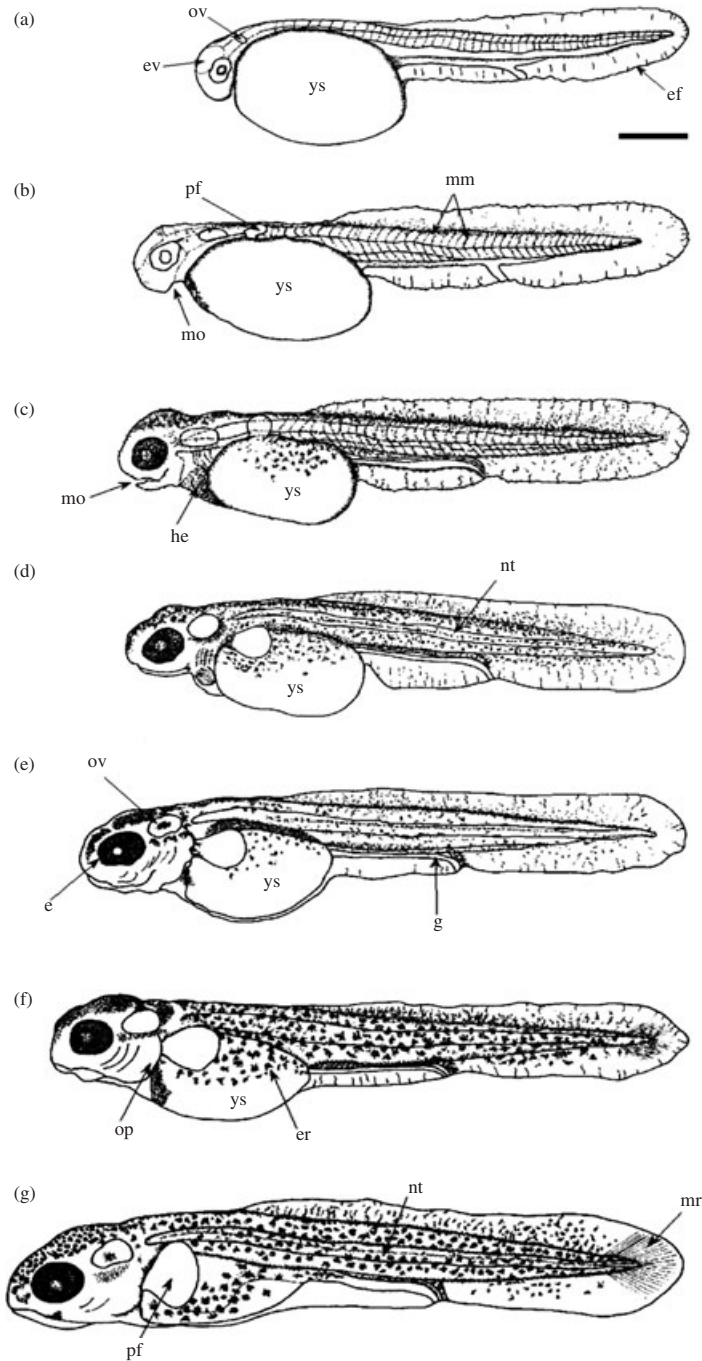 (a)
ov
ev
ys
ef
(b)
pf
mm
ys
mo
(c)
mo
ys
he
(d)
nt
ys
(e)
ov
ys
e
g
(f)
op
ys
er
(g)
nt
mr
pf